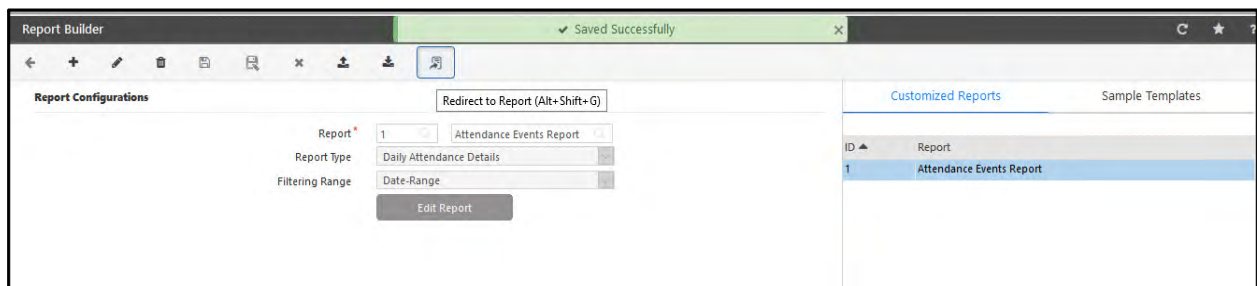 Report Builder
✔ Saved Successfully
×
?
Report Configurations
Redirect to Report (Alt+Shift+G)
Report*
1
Attendance Events Report
Report Type
Daily Attendance Details
Filtering Range
Date-Range
Edit Report
Customized Reports
Sample Templates
ID ▲
Report
1
Attendance Events Report